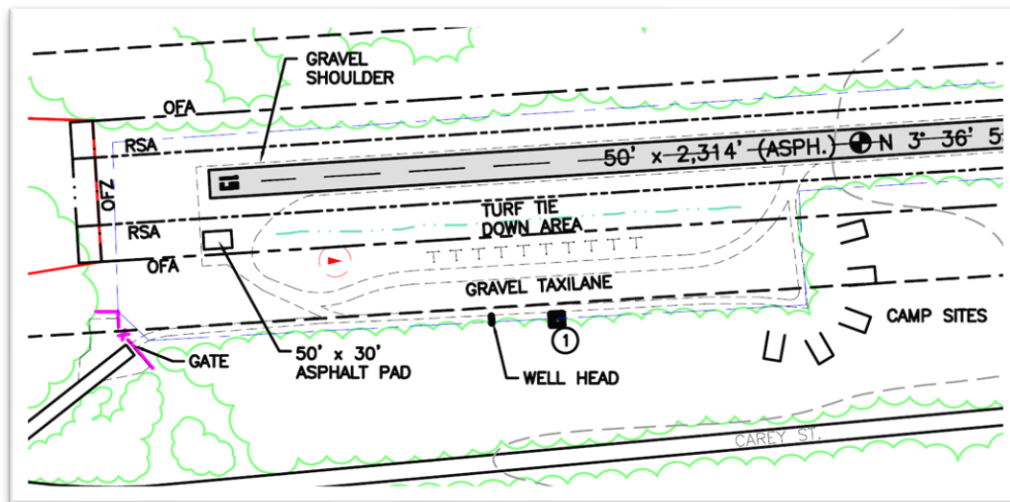 GRAVEL
SHOULDER
OFA
RSA
50' x 2,314' (ASPH.)
N 3° 36' 5
OFZ
TURF TIE
DOWN AREA
RSA
OFA
GRAVEL TAXILANE
CAMP SITES
1
50' x 30'
ASPHALT PAD
GATE
WELL HEAD
CAREY ST.